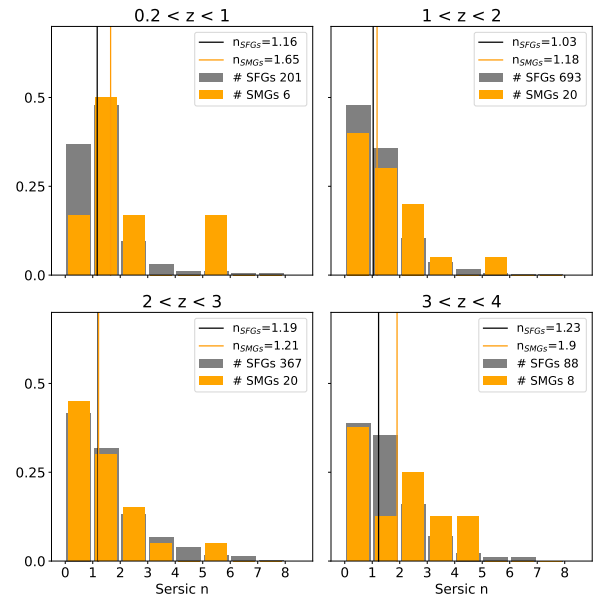 0.2 < z < 1
n_SFGs=1.16
n_SMGs=1.65
# SFGs 201
# SMGs 6
0.5
0.25
0.0
1 < z < 2
n_SFGs=1.03
n_SMGs=1.18
# SFGs 693
# SMGs 20
2 < z < 3
n_SFGs=1.19
n_SMGs=1.21
# SFGs 367
# SMGs 20
0.5
0.25
0.0
0 1 2 3 4 5 6 7 8
Sersic n
3 < z < 4
n_SFGs=1.23
n_SMGs=1.9
# SFGs 88
# SMGs 8
0 1 2 3 4 5 6 7 8
Sersic n